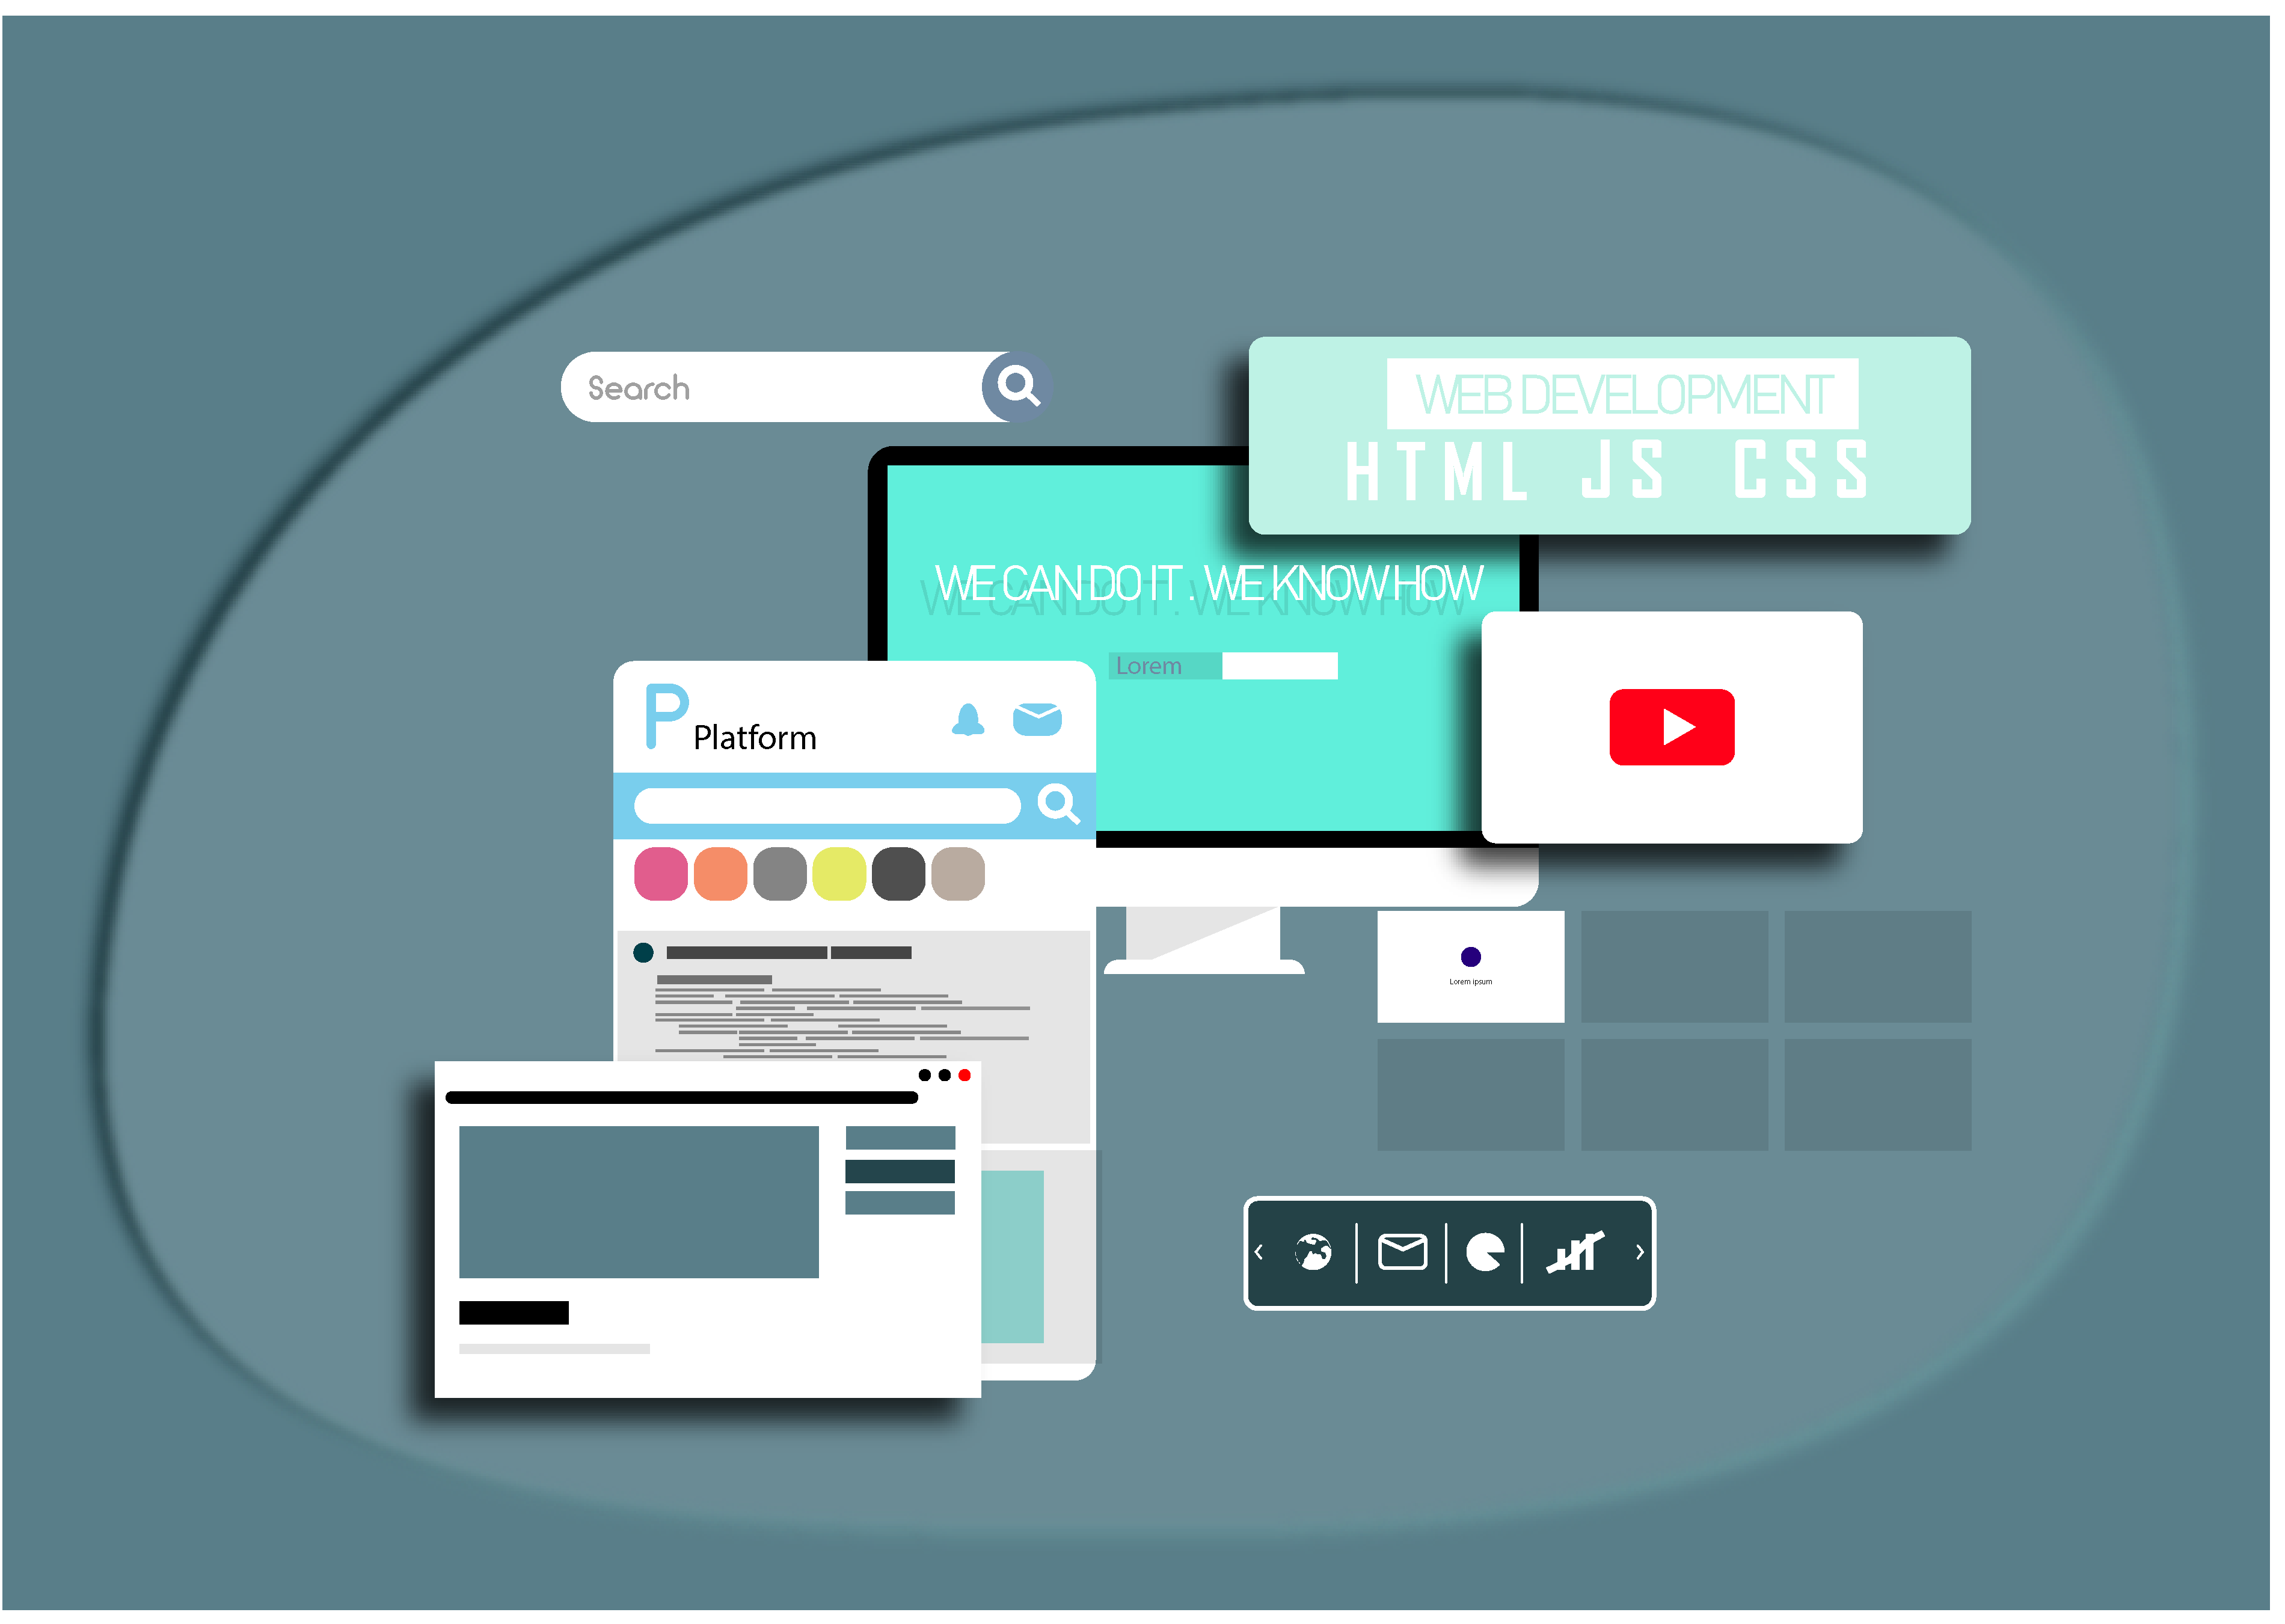 Search
WEB DEVELOPMENT
HTML JS CSS
WE CAN DO IT . WE KNOW HOW
Lorem
P Platform
Lorem ipsum